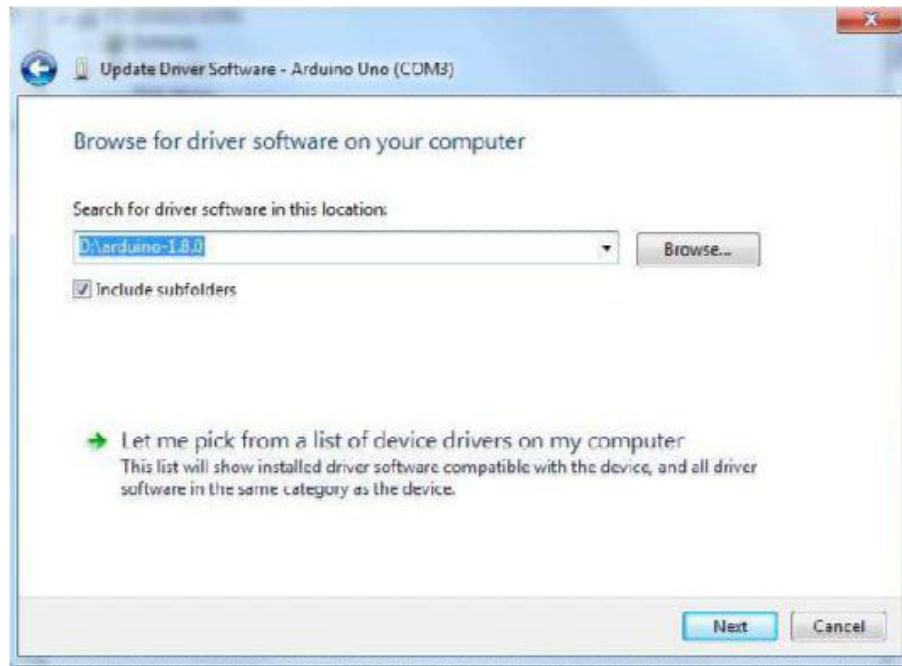 Update Driver Software - Arduino Uno (COM3)
Browse for driver software on your computer
Search for driver software in this location:
D:\arduino-1.8.0
Browse...
Include subfolders
Let me pick from a list of device drivers on my computer
This list will show installed driver software compatible with the device, and all driver
software in the same category as the device.
Next
Cancel